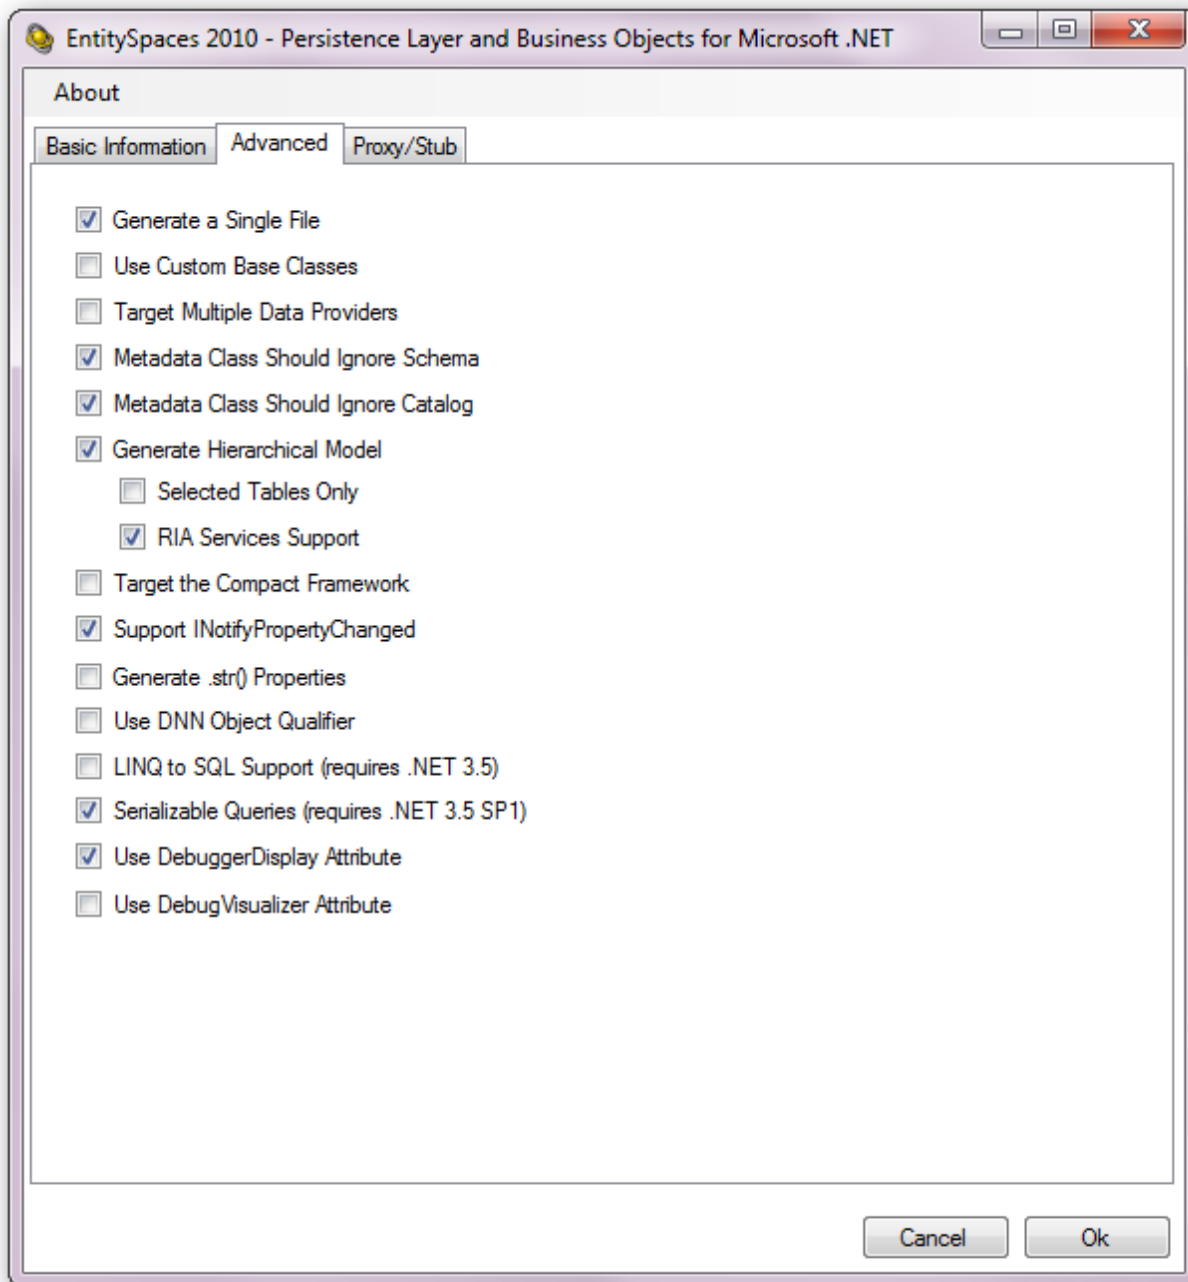 EntitySpaces 2010 - Persistence Layer and Business Objects for Microsoft .NET
About
Basic Information Advanced Proxy/Stub
Generate a Single File
Use Custom Base Classes
Target Multiple Data Providers
Metadata Class Should Ignore Schema
Metadata Class Should Ignore Catalog
Generate Hierarchical Model
Selected Tables Only
RIA Services Support
Target the Compact Framework
Support INotifyPropertyChanged
Generate .str() Properties
Use DNN Object Qualifier
LINQ to SQL Support (requires .NET 3.5)
Serializable Queries (requires .NET 3.5 SP1)
Use DebuggerDisplay Attribute
Use DebugVisualizer Attribute
Cancel Ok